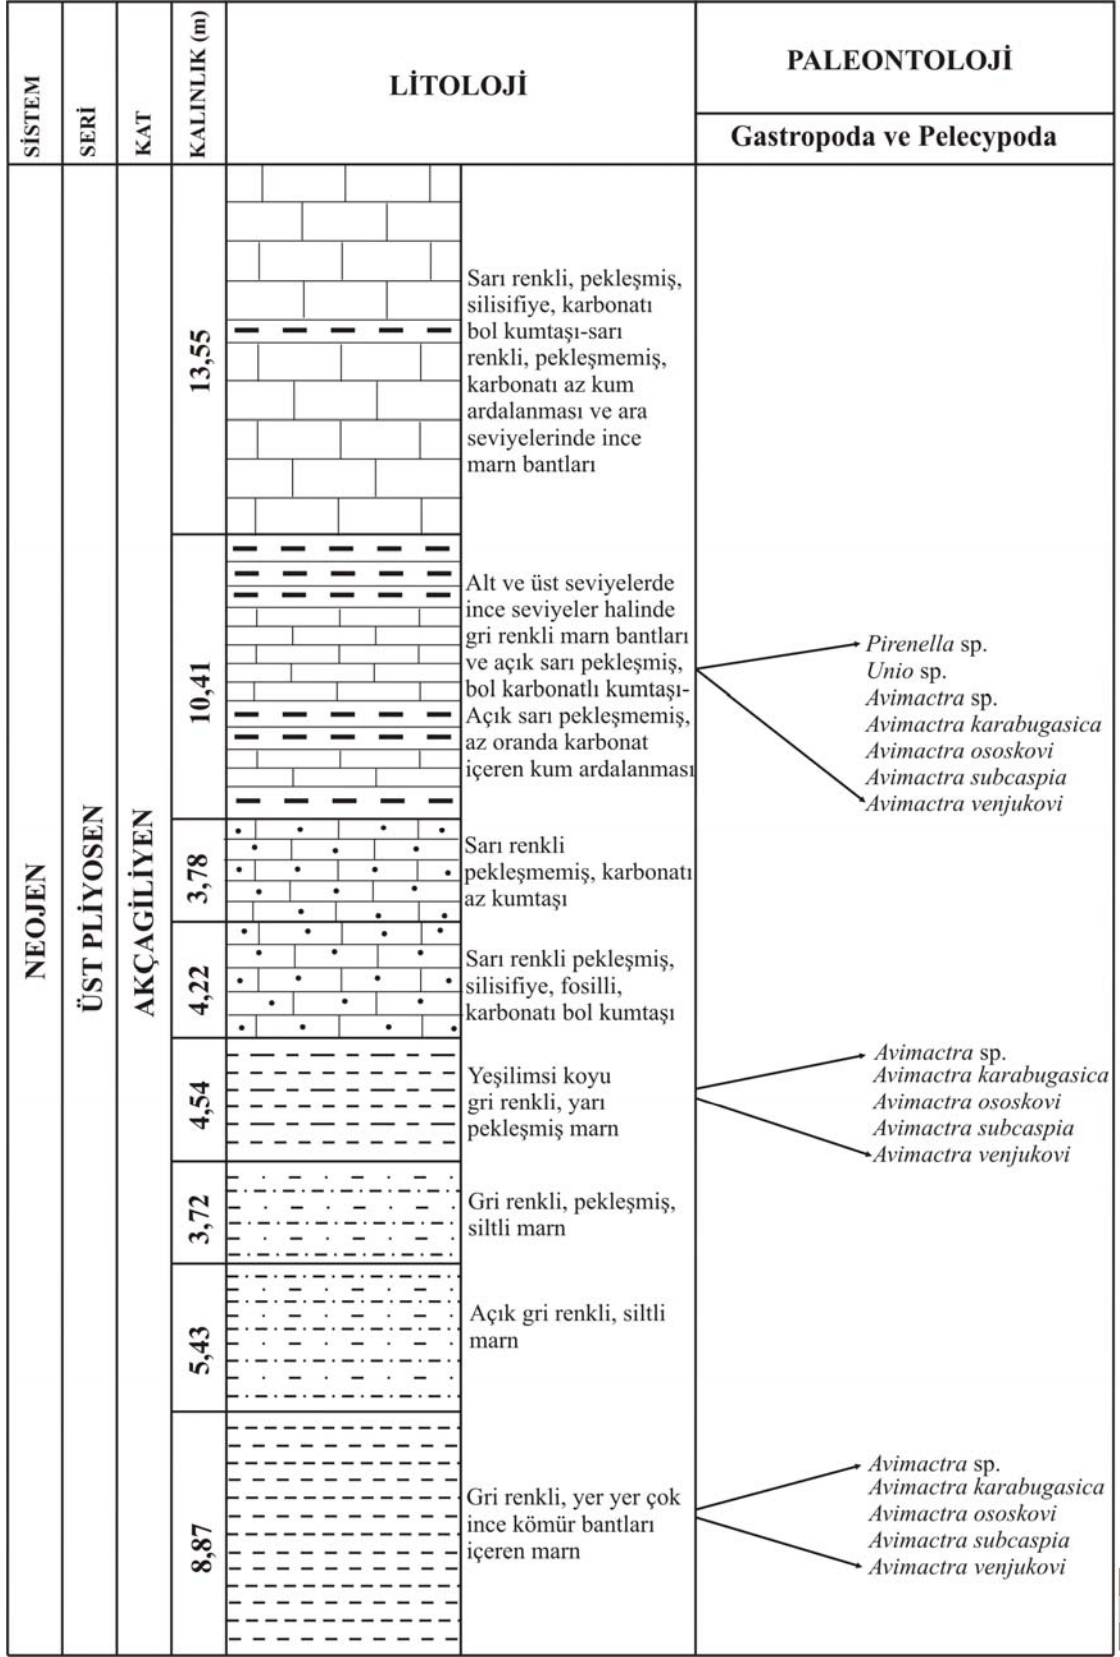 SİSTEM
SERİ
KAT
KALINLIK (m)
LİTOLOJİ
PALEONTOLOJİ
Gastropoda ve Pelecypoda
NEOJEN
ÜST PLİYOSEN
AKÇAGİLİYEN
13,55
Sarı renkli, pekleşmiş,
silisifiye, karbonatı
bol kumtaşı-sarı
renkli, pekleşmemiş,
karbonatı az kum
ardalanması ve ara
seviyelerinde ince
marn bantları
10,41
Alt ve üst seviyelerde
ince seviyeler halinde
gri renkli marn bantları
ve açık sarı pekleşmiş,
bol karbonatlı kumtaşı-
Açık sarı pekleşmemiş,
az oranda karbonat
içeren kum ardalanması
Pirenella sp.
Unio sp.
Avimactra sp.
Avimactra karabugasica
Avimactra ososkovi
Avimactra subcaspia
Avimactra venjukovi
3,78
Sarı renkli
pekleşmemiş, karbonatı
az kumtaşı
4,22
Sarı renkli pekleşmiş,
silisifiye, fosilli,
karbonatı bol kumtaşı
4,54
Yeşilimsi koyu
gri renkli, yarı
pekleşmiş marn
Avimactra sp.
Avimactra karabugasica
Avimactra ososkovi
Avimactra subcaspia
Avimactra venjukovi
3,72
Gri renkli, pekleşmiş,
siltli marn
5,43
Açık gri renkli, siltli
marn
8,87
Gri renkli, yer yer çok
ince kömür bantları
içeren marn
Avimactra sp.
Avimactra karabugasica
Avimactra ososkovi
Avimactra subcaspia
Avimactra venjukovi